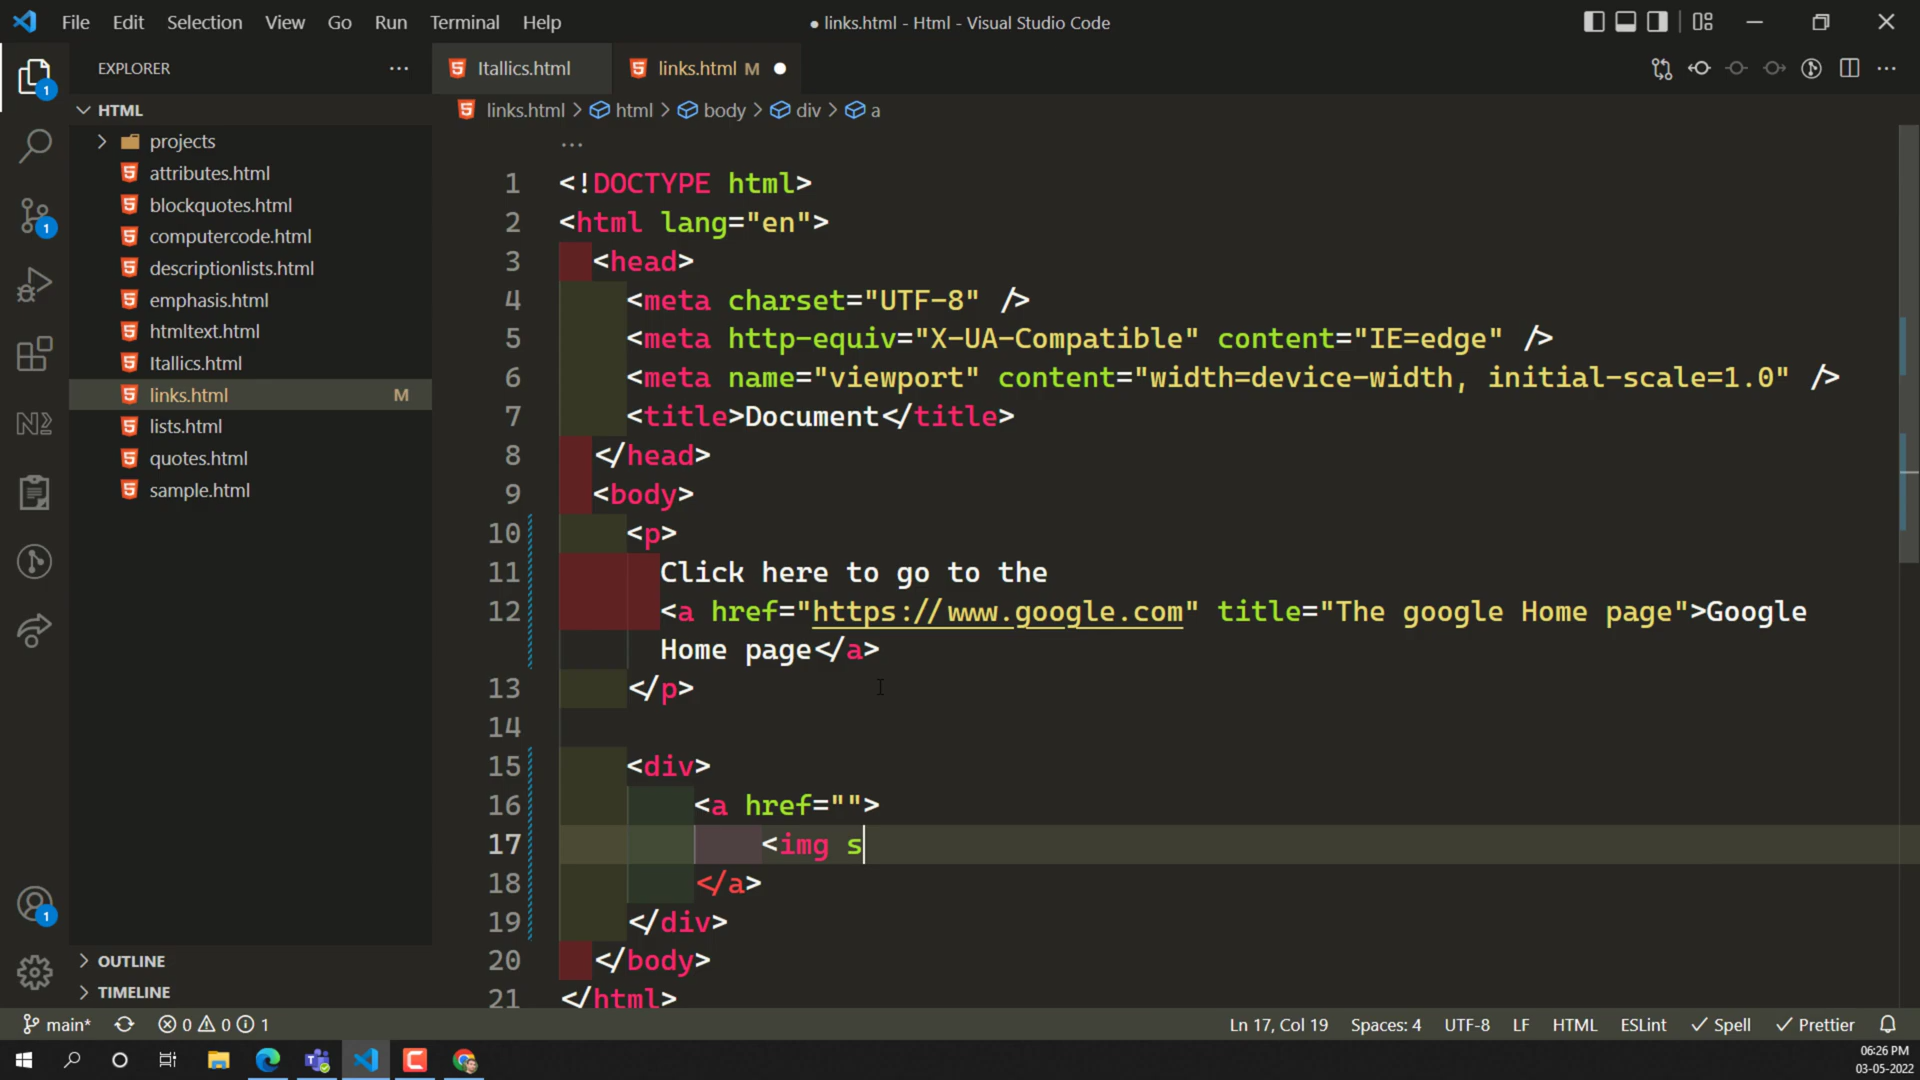 File Edit Selection View Go Run Terminal Help
● links.html - Html - Visual Studio Code
EXPLORER
HTML
projects
attributes.html
blockquotes.html
computercode.html
descriptionlists.html
emphasis.html
htmltext.html
Itallics.html
links.html M
lists.html
quotes.html
sample.html
OUTLINE
TIMELINE
1
1
1
Itallics.html
links.html M ●
links.html > html > body > div > a
1 <!DOCTYPE html>
2 <html lang="en">
3 <head>
4 <meta charset="UTF-8" />
5 <meta http-equiv="X-UA-Compatible" content="IE=edge" />
6 <meta name="viewport" content="width=device-width, initial-scale=1.0" />
7 <title>Document</title>
8 </head>
9 <body>
10 <p>
11 Click here to go to the
12 <a href="https://www.google.com" title="The google Home page">Google
Home page</a>
13 </p>
14
15 <div>
16 <a href="">
17 <img s
18 </a>
19 </div>
20 </body>
21 </html>
main* 0 0 1 Ln 17, Col 19 Spaces: 4 UTF-8 LF HTML ESLint ✓ Spell ✓ Prettier
06:26 PM
03-05-2022